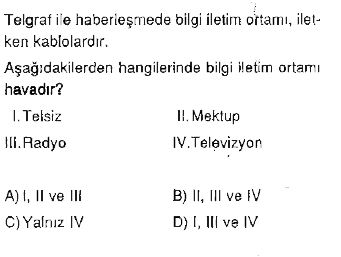 Telgraf ile haberleşmede bilgi iletim ortamı, ilet-
ken kablolardır.
Aşağıdakilerden hangilerinde bilgi iletim ortamı
havadır?
I. Telsiz II. Mektup
III. Radyo IV. Televizyon
A) I, II ve III B) II, III ve IV
C) Yalnız IV D) I, III ve IV